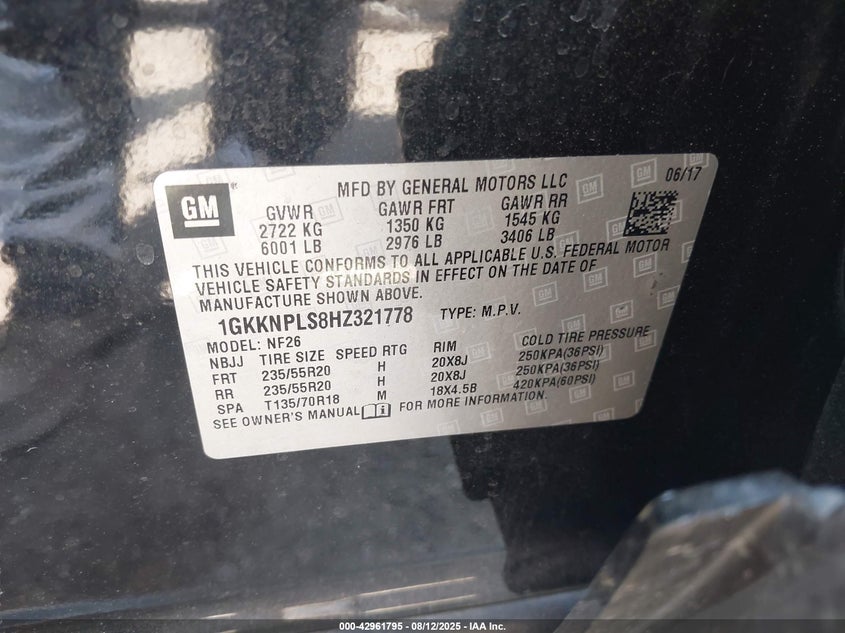 GM
MFD BY GENERAL MOTORS LLC
06/17
GVWR GAWR FRT GAWR RR
2722 KG 1350 KG 1545 KG
6001 LB 2976 LB 3406 LB
THIS VEHICLE CONFORMS TO ALL APPLICABLE U.S. FEDERAL MOTOR
VEHICLE SAFETY STANDARDS IN EFFECT ON THE DATE OF
MANUFACTURE SHOWN ABOVE.
1GKKNPLS8HZ321778 TYPE: M.P.V.
MODEL: NF26
NBJJ TIRE SIZE SPEED RTG RIM COLD TIRE PRESSURE
FRT 235/55R20 H 20X8J 250KPA(36PSI)
RR 235/55R20 H 20X8J 250KPA(36PSI)
SPA T135/70R18 M 18X4.5B 420KPA(60PSI)
SEE OWNER'S MANUAL FOR MORE INFORMATION.
000-42961795 - 08/12/2025 - IAA Inc.